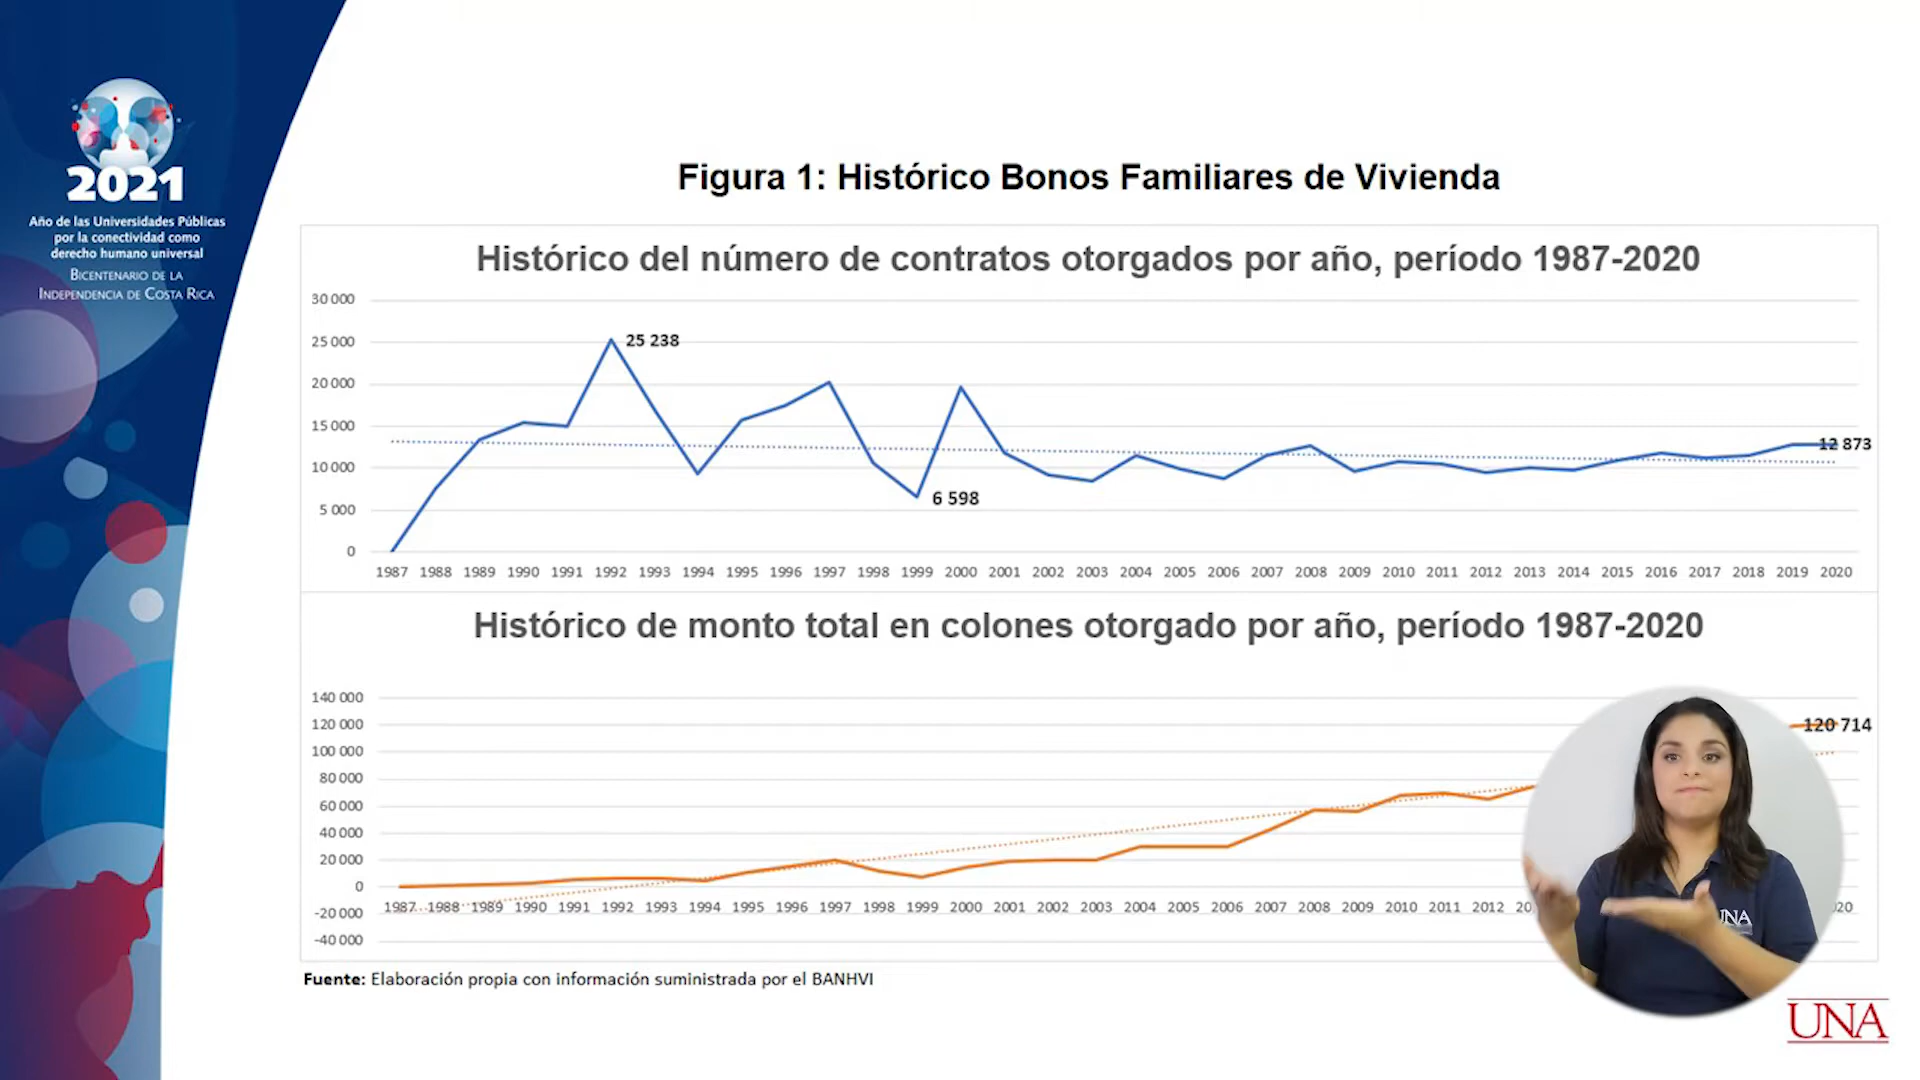 2021
Año de las Universidades Públicas
por la conectividad como
derecho humano universal
Bicentenario de la
Independencia de Costa Rica
Figura 1: Histórico Bonos Familiares de Vivienda
Histórico del número de contratos otorgados por año, período 1987-2020
30 000
25 000
20 000
15 000
10 000
5 000
0
25 238
6 598
12 873
1987 1988 1989 1990 1991 1992 1993 1994 1995 1996 1997 1998 1999 2000 2001 2002 2003 2004 2005 2006 2007 2008 2009 2010 2011 2012 2013 2014 2015 2016 2017 2018 2019 2020
Histórico de monto total en colones otorgado por año, período 1987-2020
140 000
120 000
100 000
80 000
60 000
40 000
20 000
0
-20 000
-40 000
120 714
1987 1988 1989 1990 1991 1992 1993 1994 1995 1996 1997 1998 1999 2000 2001 2002 2003 2004 2005 2006 2007 2008 2009 2010 2011 2012
Fuente: Elaboración propia con información suministrada por el BANHVI
UNA
UNA